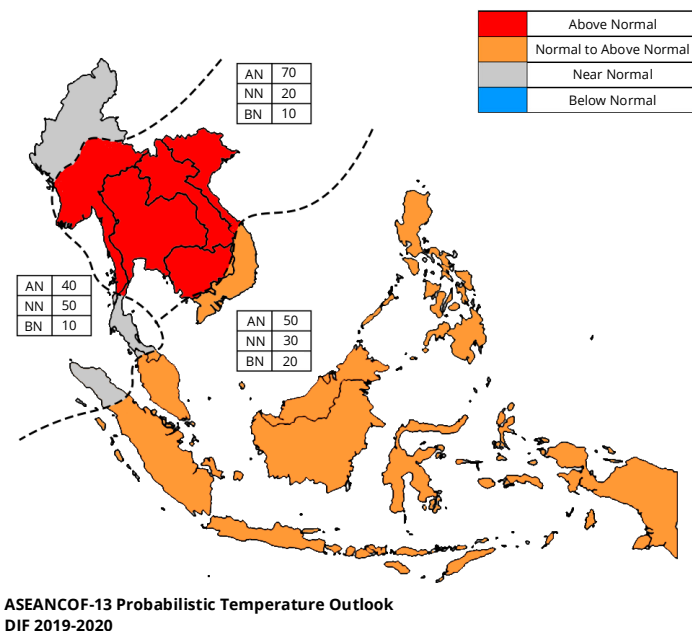 Above Normal
Normal to Above Normal
Near Normal
Below Normal
AN 70
NN 20
BN 10
AN 40
NN 50
BN 10
AN 50
NN 30
BN 20
ASEANCOF-13 Probabilistic Temperature Outlook
DJF 2019-2020